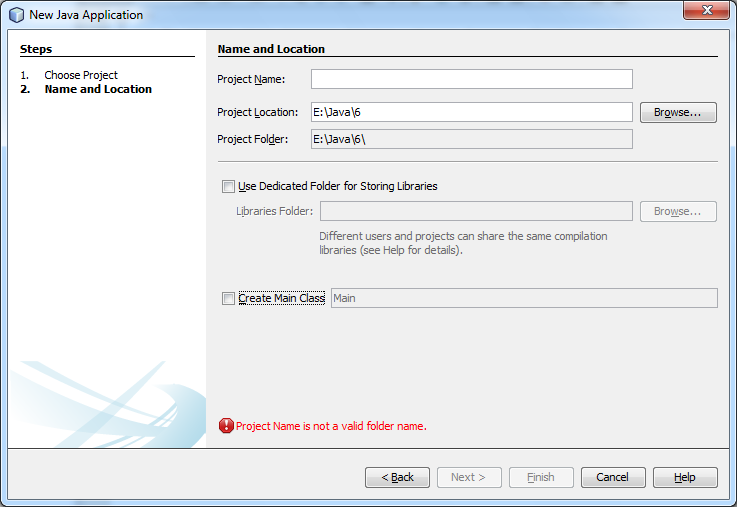 New Java Application
Steps
1. Choose Project
2. Name and Location
Name and Location
Project Name:
Project Location: E:\Java\6 Browse...
Project Folder: E:\Java\6\
Use Dedicated Folder for Storing Libraries
Libraries Folder: Browse...
Different users and projects can share the same compilation
libraries (see Help for details).
Create Main Class Main
Project Name is not a valid folder name.
< Back Next > Finish Cancel Help